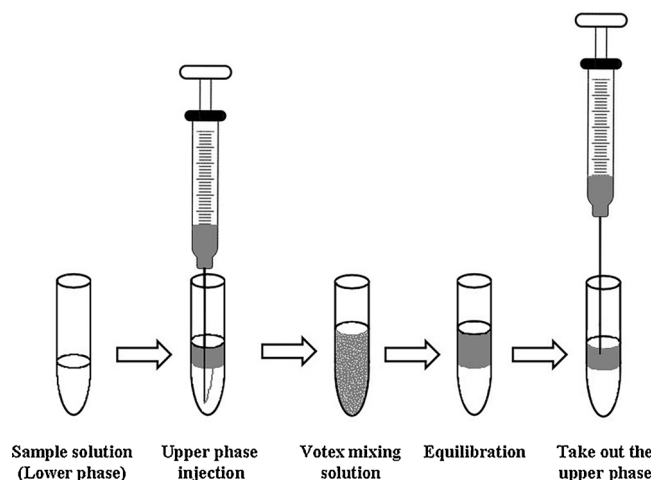 Sample solution
(Lower phase)
Upper phase
injection
Votex mixing
solution
Equilibration
Take out the
upper phase